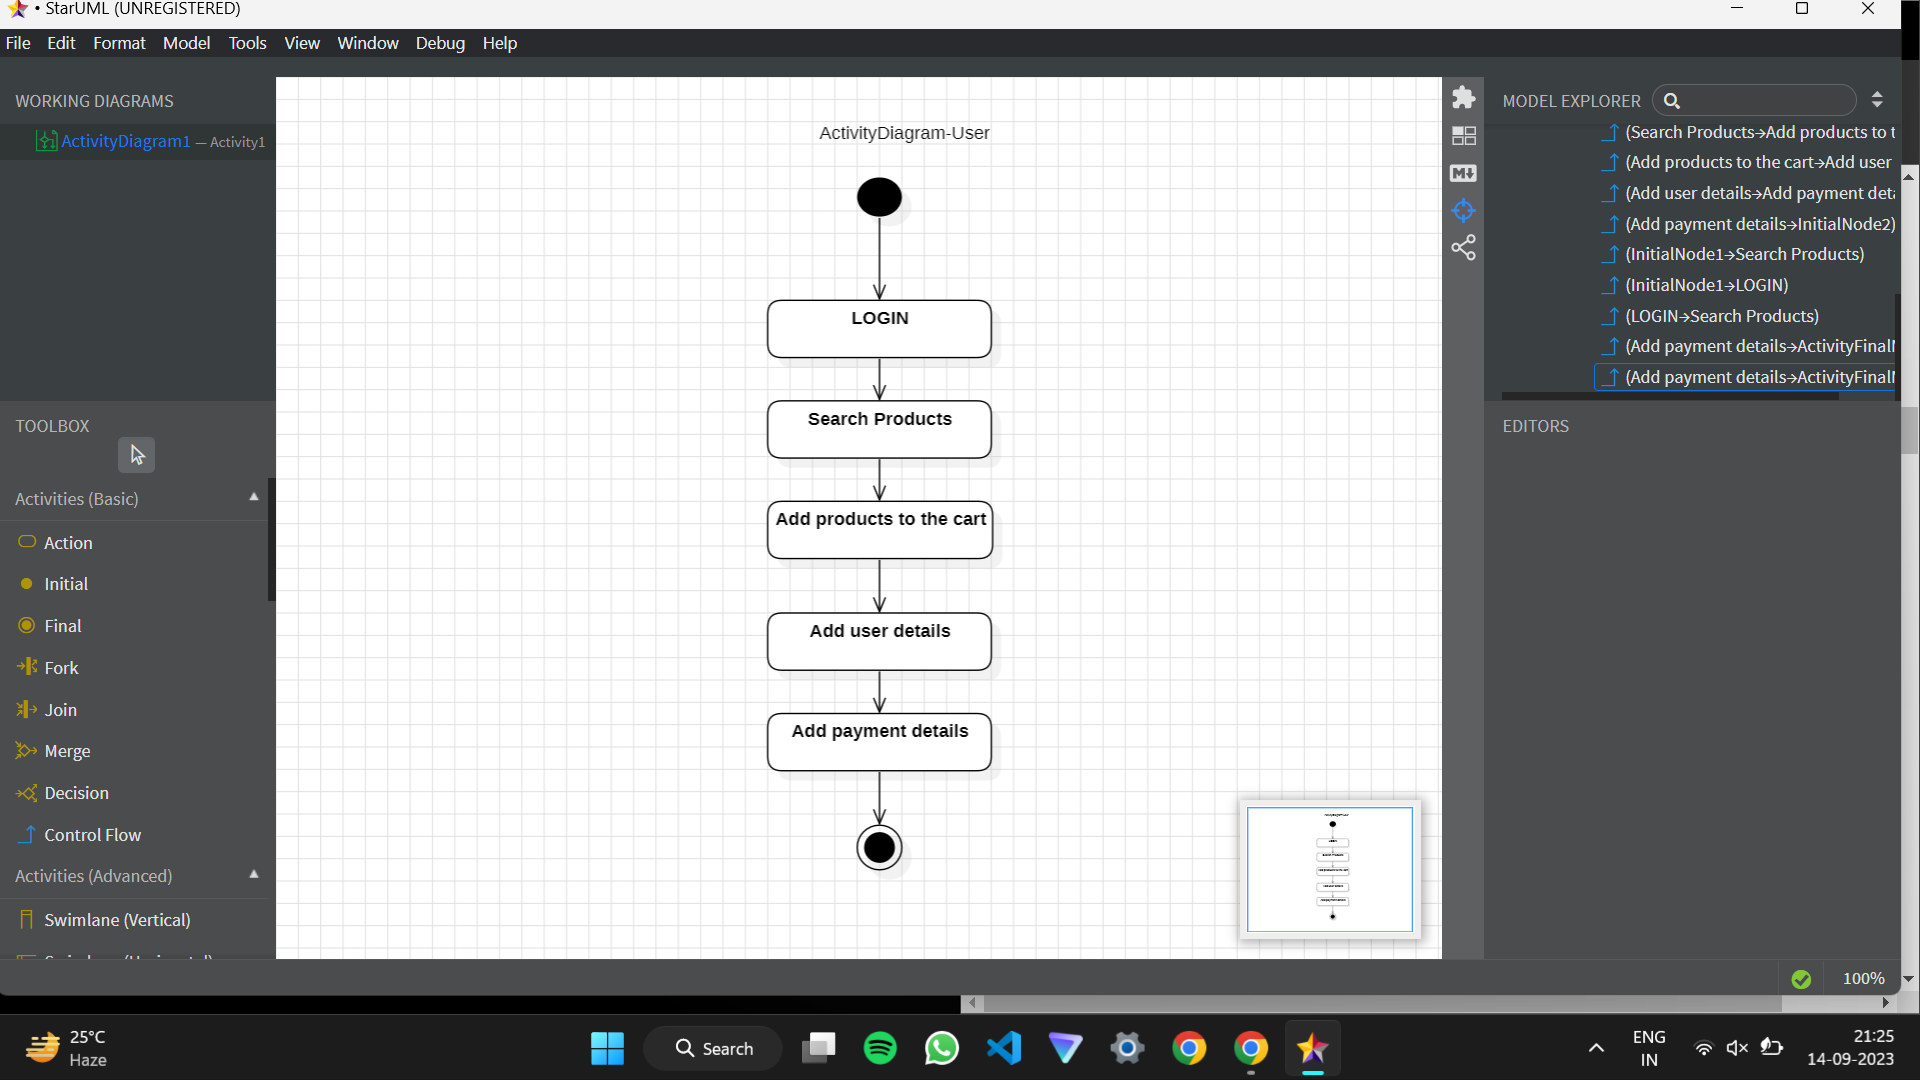 • StarUML (UNREGISTERED)
File Edit Format Model Tools View Window Debug Help
WORKING DIAGRAMS
ActivityDiagram1 — Activity1
TOOLBOX
Activities (Basic)
Action
Initial
Final
Fork
Join
Merge
Decision
Control Flow
Activities (Advanced)
Swimlane (Vertical)
ActivityDiagram-User
LOGIN
Search Products
Add products to the cart
Add user details
Add payment details
MODEL EXPLORER
(Search Products→Add products to t
(Add products to the cart→Add user
(Add user details→Add payment deta
(Add payment details→InitialNode2)
(InitialNode1→Search Products)
(InitialNode1→LOGIN)
(LOGIN→Search Products)
(Add payment details→ActivityFinal
(Add payment details→ActivityFinal
EDITORS
100%
25°C
Haze
Search
ENG
IN
21:25
14-09-2023